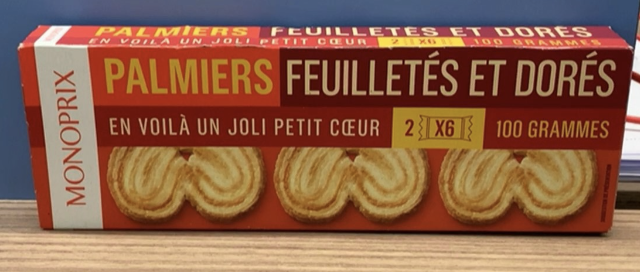 PALMIERS FEUILLETÉS ET DORÉS
EN VOILÀ UN JOLI PETIT CŒUR 2 X6 100 GRAMMES
MONOPRIX
PALMIERS FEUILLETÉS ET DORÉS
EN VOILÀ UN JOLI PETIT CŒUR 2 X6 100 GRAMMES